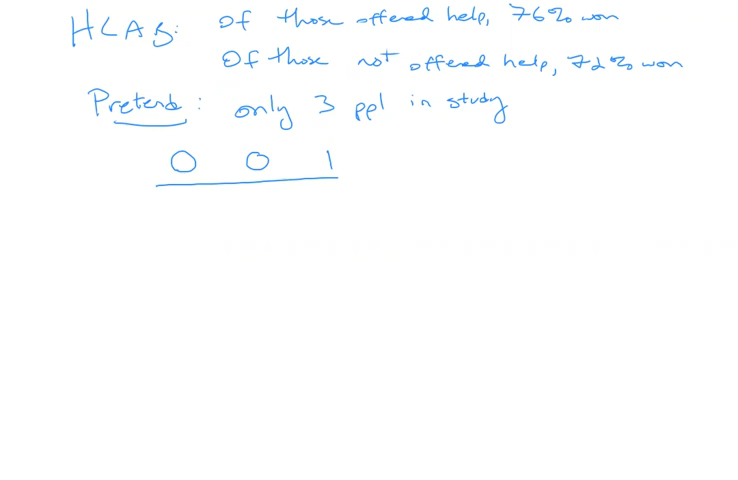 HLAB: Of those offered help, 76% won
Of those not offered help, 72% won
Pretend: only 3 ppl in study
0 0 1